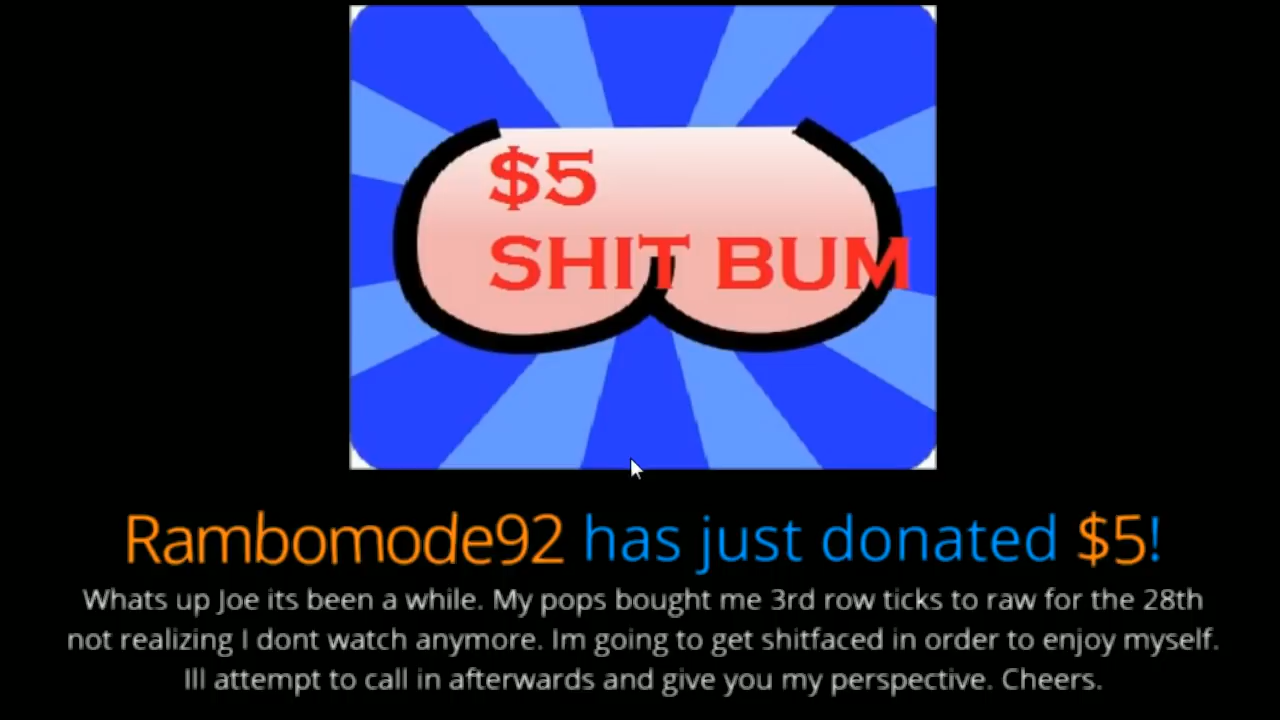 $5
SHIT BUM
Rambomode92 has just donated $5!
Whats up Joe its been a while. My pops bought me 3rd row ticks to raw for the 28th
not realizing I dont watch anymore. Im going to get shitfaced in order to enjoy myself.
Ill attempt to call in afterwards and give you my perspective. Cheers.